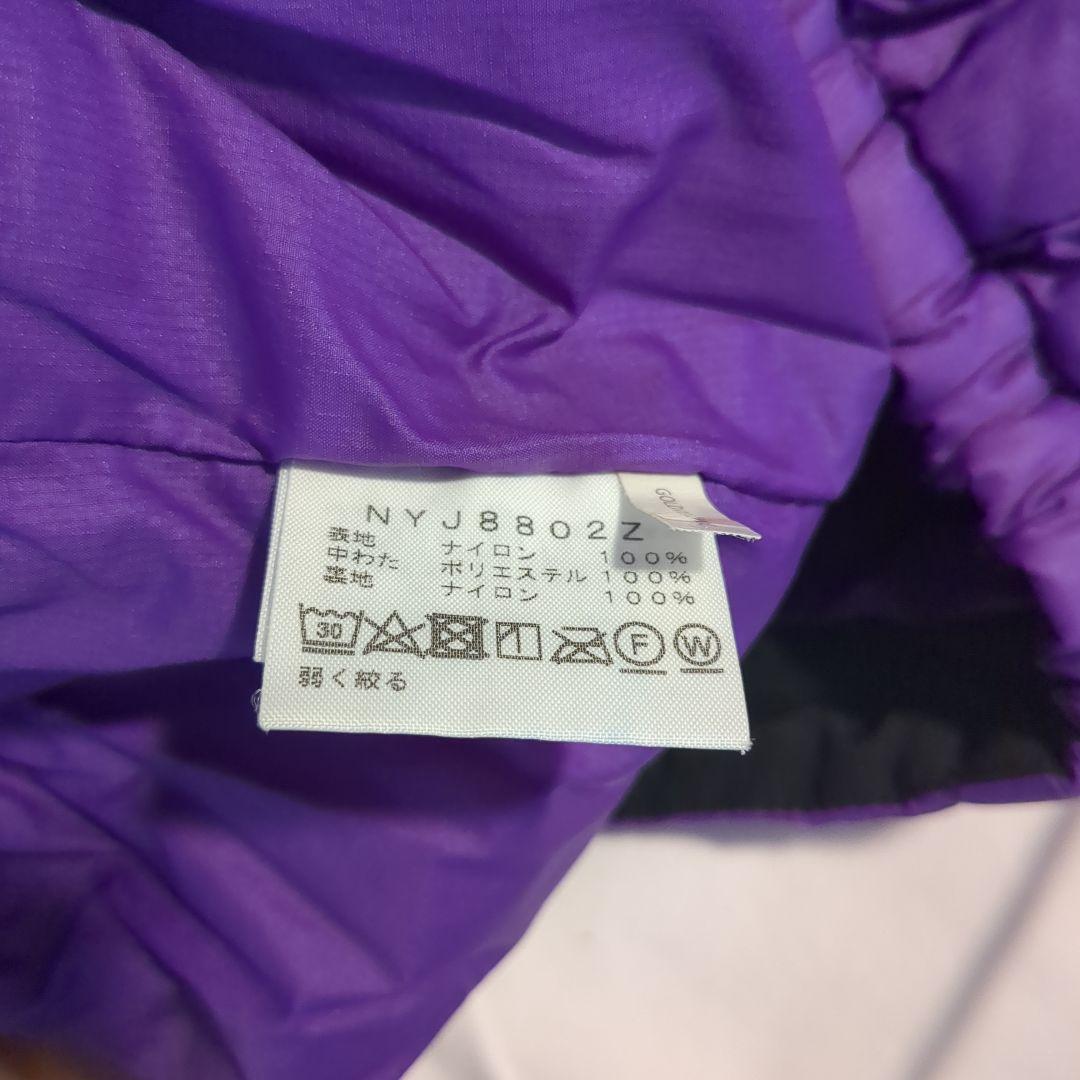 NYJ8802Z
表地 ナイロン 100%
中わた ポリエステル 100%
裏地 ナイロン 100%
30 F W
弱く絞る